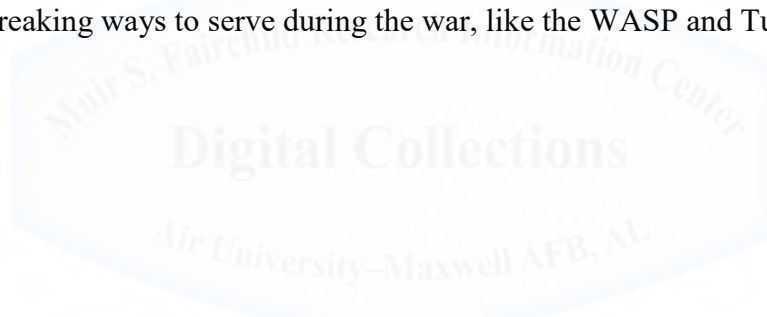 reaking ways to serve during the war, like the WASP and Tu
Muir S. Fairchild Research Information Center
Digital Collections
Air University–Maxwell AFB, AL